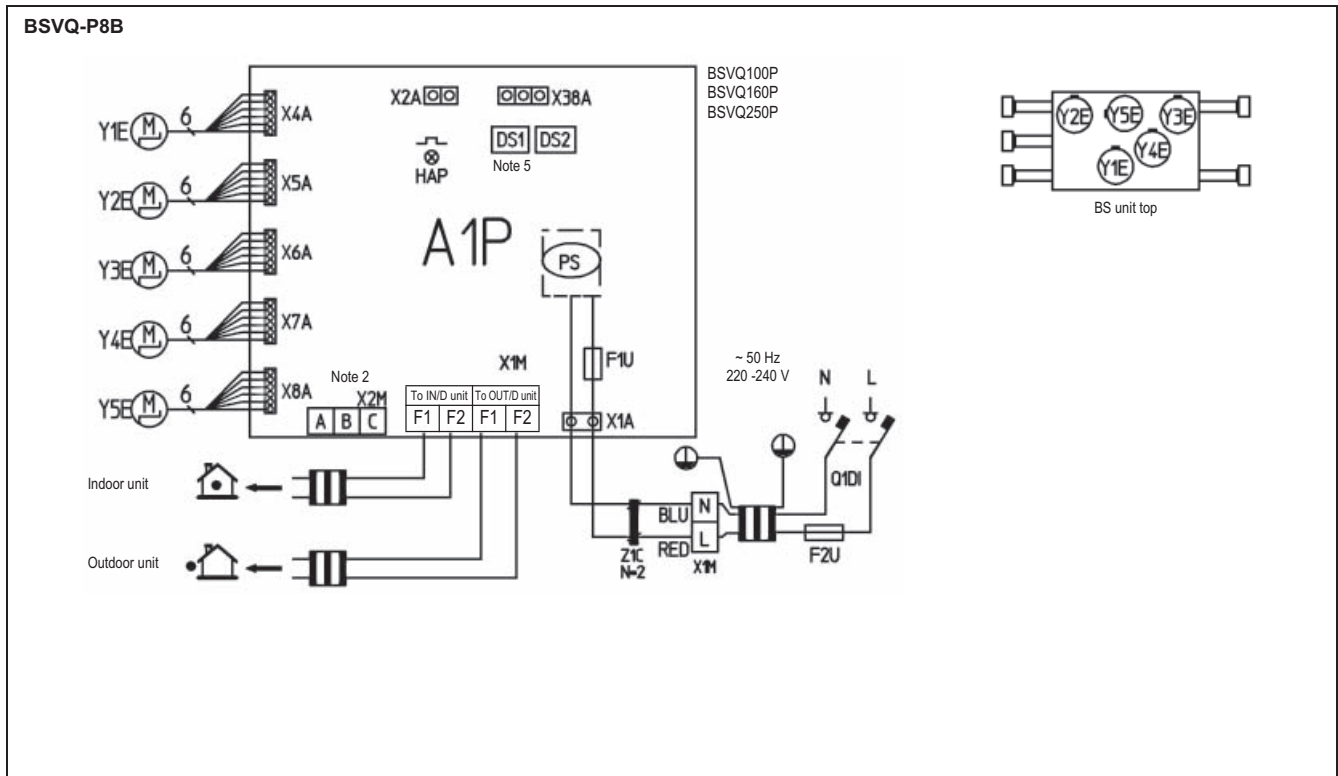 BSVQ-P8B
BSVQ100P
BSVQ160P
BSVQ250P
X2A
X38A
DS1 DS2
Note 5
HAP
A1P
PS
Y1E M 6 X4A
Y2E M 6 X5A
Y3E M 6 X6A
Y4E M 6 X7A
Y5E M 6 X8A
Note 2
X2M
A B C
X1M
To IN/D unit To OUT/D unit
F1 F2 F1 F2
F1U
X1A
~ 50 Hz
220 -240 V
N L
Q1DI
F2U
Indoor unit
Outdoor unit
BLU N
RED L
Z1C
N=2
X1M
Y2E Y5E Y3E
Y4E
Y1E
BS unit top